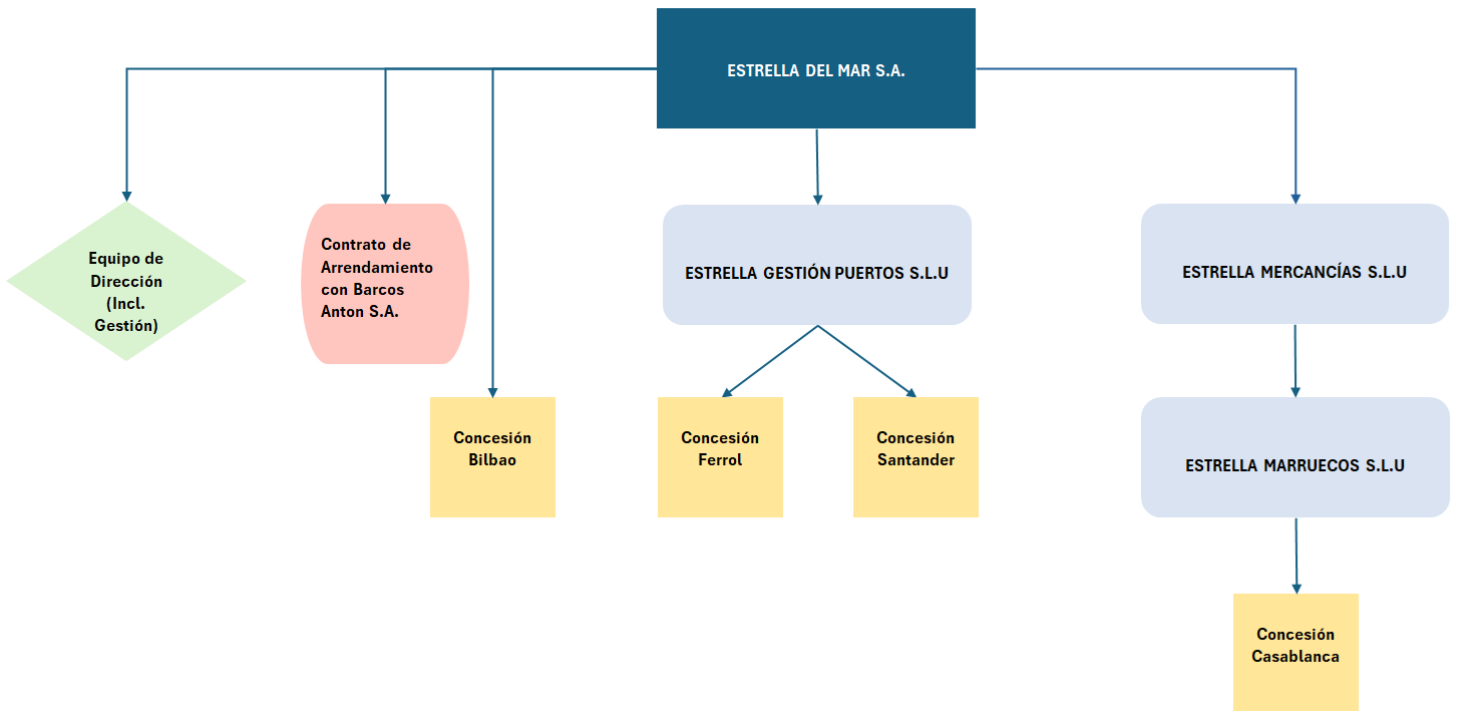 ESTRELLA DEL MAR S.A.
Equipo de
Dirección
(Incl.
Gestión)
Contrato de
Arrendamiento
con Barcos
Anton S.A.
ESTRELLA GESTIÓN PUERTOS S.L.U
ESTRELLA MERCANCÍAS S.L.U
Concesión
Bilbao
Concesión
Ferrol
Concesión
Santander
ESTRELLA MARRUECOS S.L.U
Concesión
Casablanca